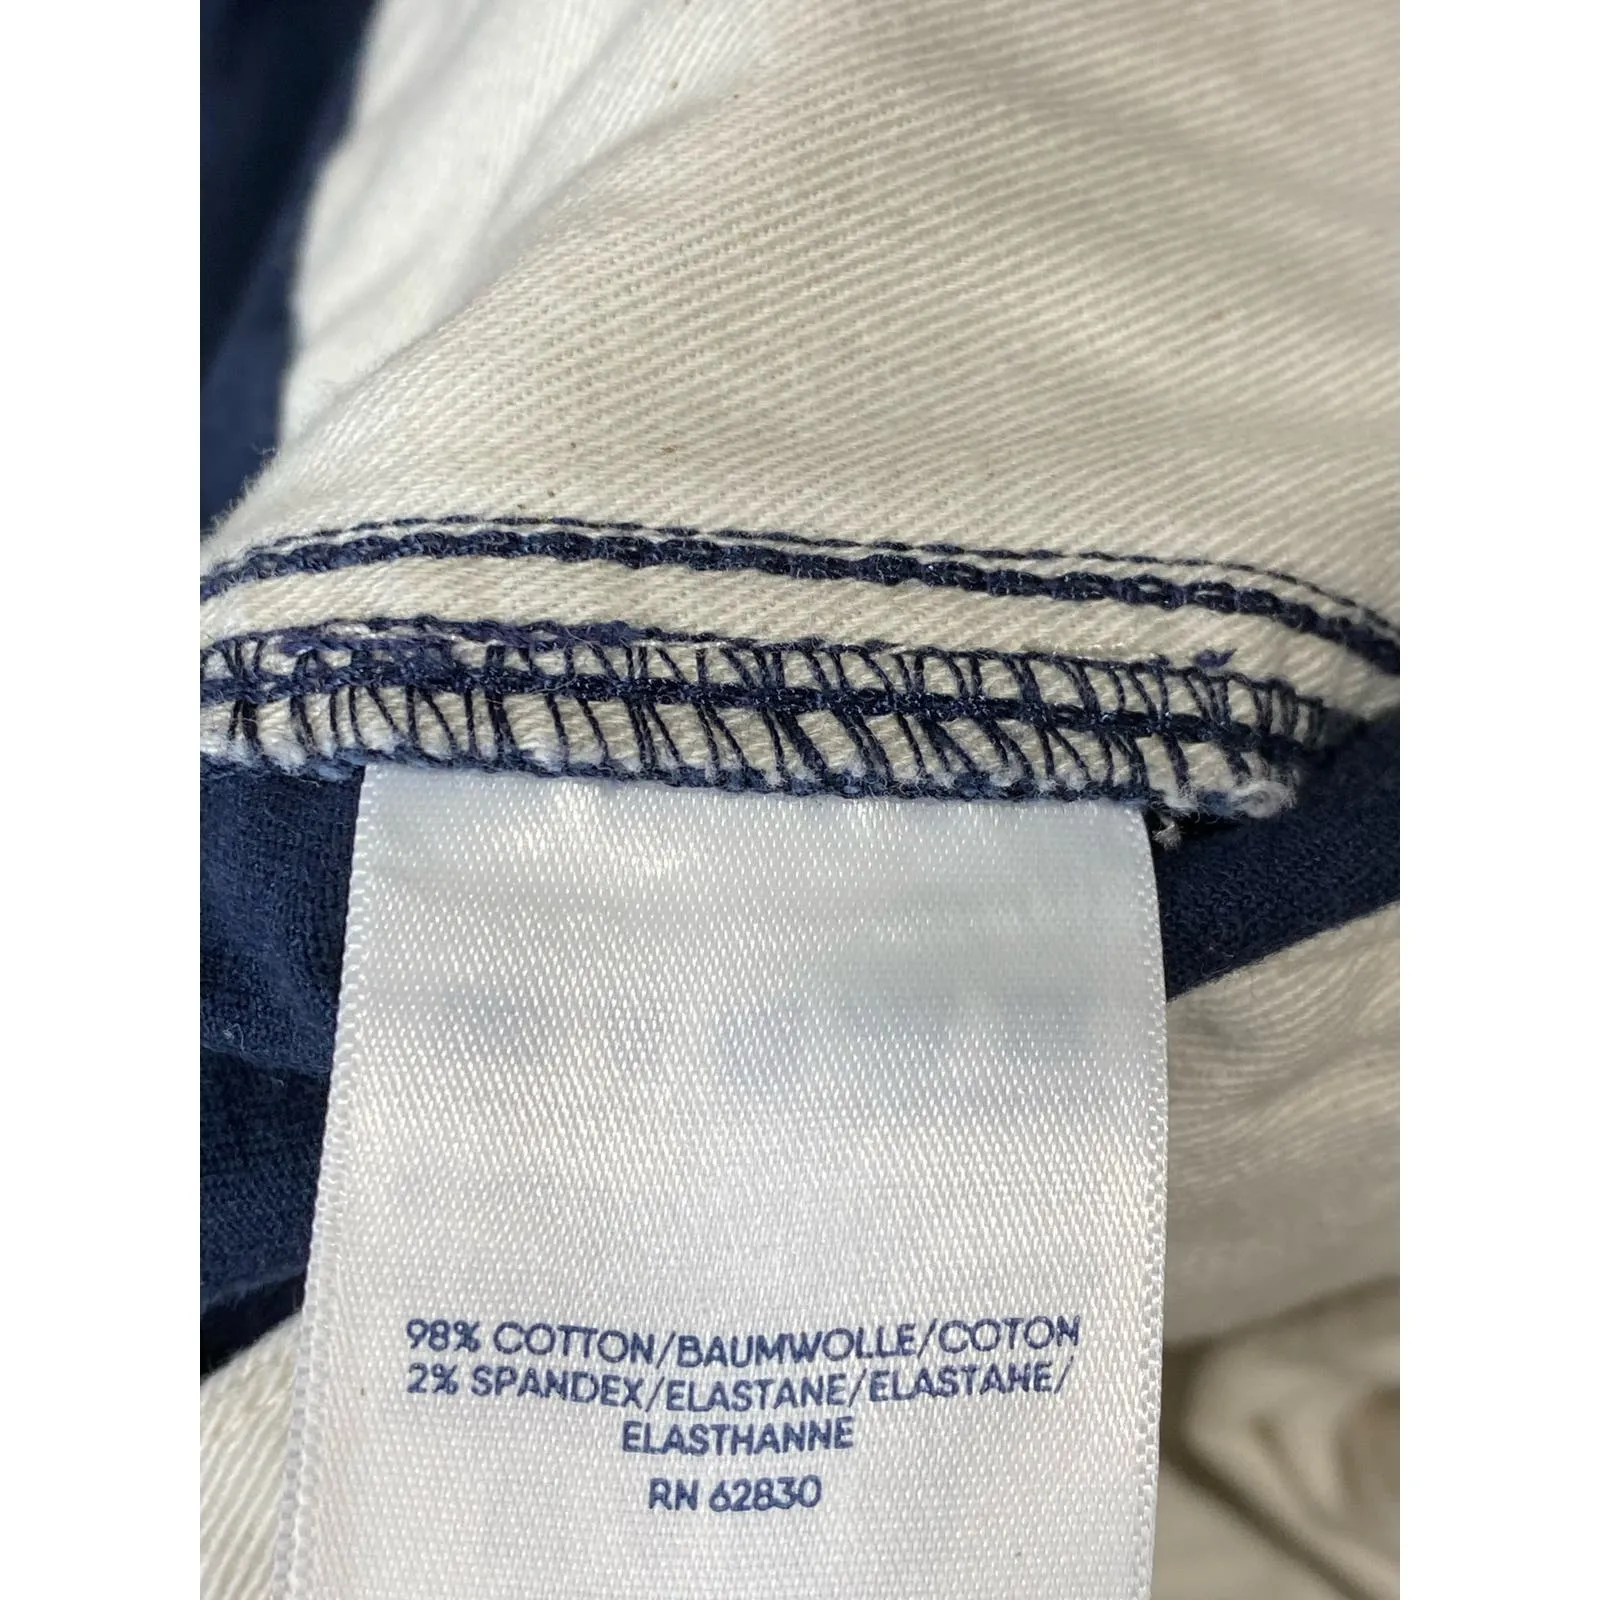 98% COTTON/BAUMWOLLE/COTON
2% SPANDEX/ELASTANE/ELASTANE/
ELASTHANNE
RN 62830